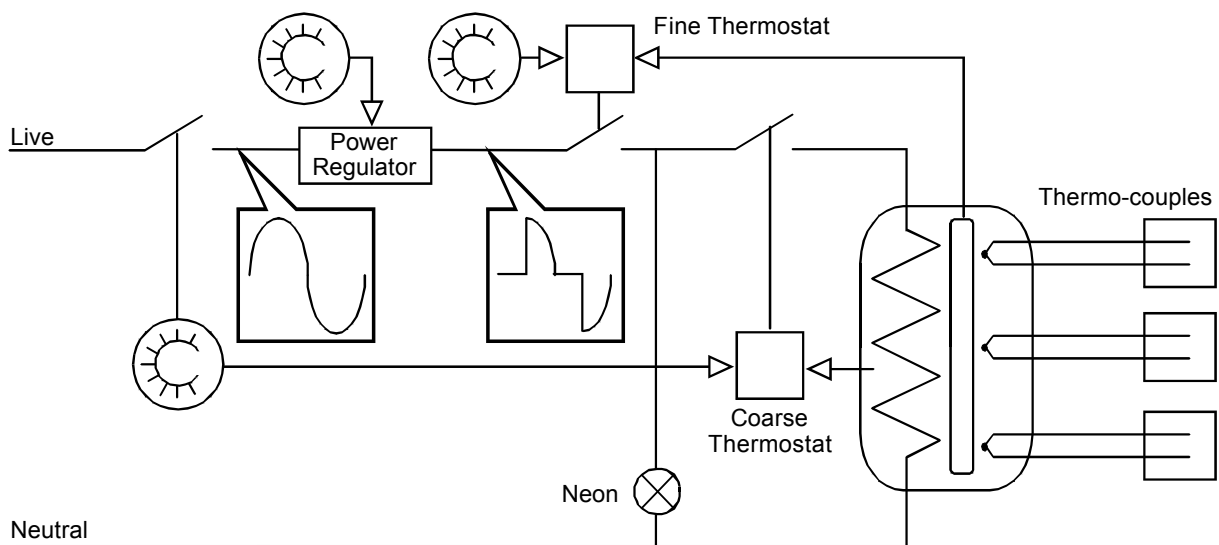 Fine Thermostat
Live
Power
Regulator
Thermo-couples
Coarse
Thermostat
Neon
Neutral